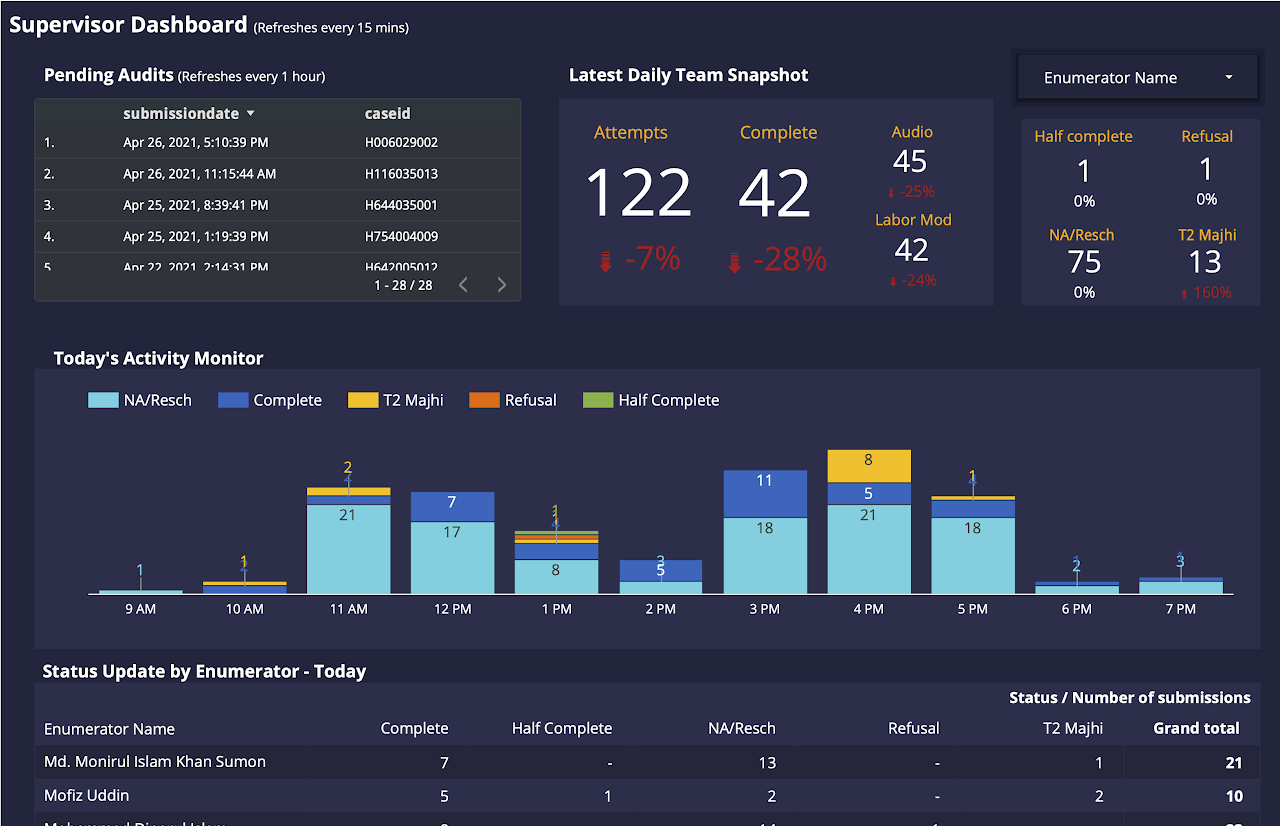 Supervisor Dashboard (Refreshes every 15 mins)
Pending Audits (Refreshes every 1 hour)
submissiondate caseid
1. Apr 26, 2021, 5:10:39 PM H006029002
2. Apr 26, 2021, 11:15:44 AM H116035013
3. Apr 25, 2021, 8:39:41 PM H644035001
4. Apr 25, 2021, 1:19:39 PM H754004009
5 Apr 22, 2021, 2:14:31 PM H642005012
1 - 28 / 28
Latest Daily Team Snapshot
Attempts Complete Audio
122 42 45
-7% -28% -25%
Labor Mod
42
-24%
Enumerator Name
Half complete Refusal
1 1
0% 0%
NA/Resch T2 Majhi
75 13
0% 160%
Today's Activity Monitor
NA/Resch Complete T2 Majhi Refusal Half Complete
1 1 2 21 7 17 8 3 5 11 18 8 5 21 1 18 2 3
9 AM 10 AM 11 AM 12 PM 1 PM 2 PM 3 PM 4 PM 5 PM 6 PM 7 PM
Status Update by Enumerator - Today
Status / Number of submissions
Enumerator Name Complete Half Complete NA/Resch Refusal T2 Majhi Grand total
Md. Monirul Islam Khan Sumon 7 - 13 - 1 21
Mofiz Uddin 5 1 2 - 2 10